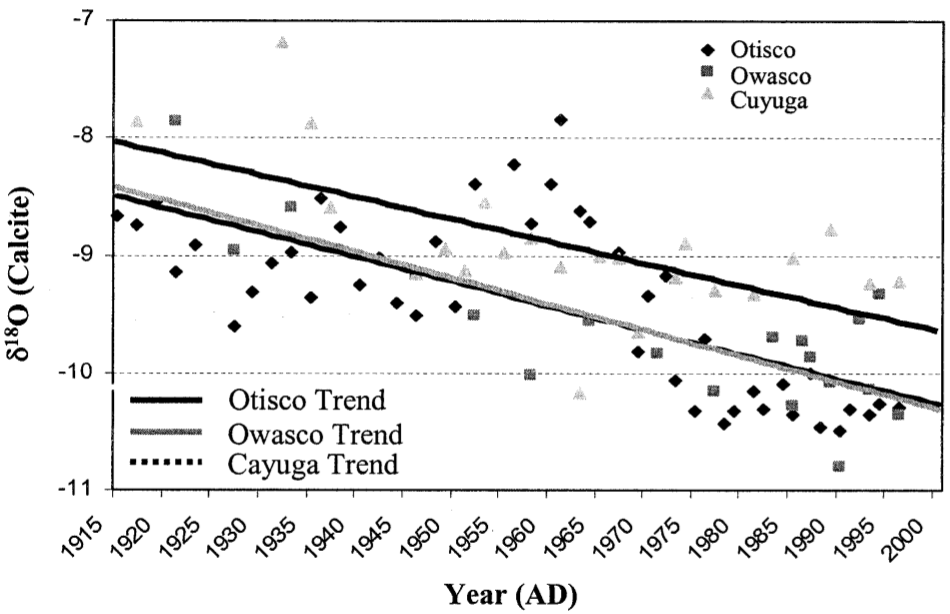 -7
-8
-9
-10
-11
δ18O (Calcite)
Otisco
Owasco
Cuyuga
Otisco Trend
Owasco Trend
Cayuga Trend
1915 1920 1925 1930 1935 1940 1945 1950 1955 1960 1965 1970 1975 1980 1985 1990 1995 2000
Year (AD)